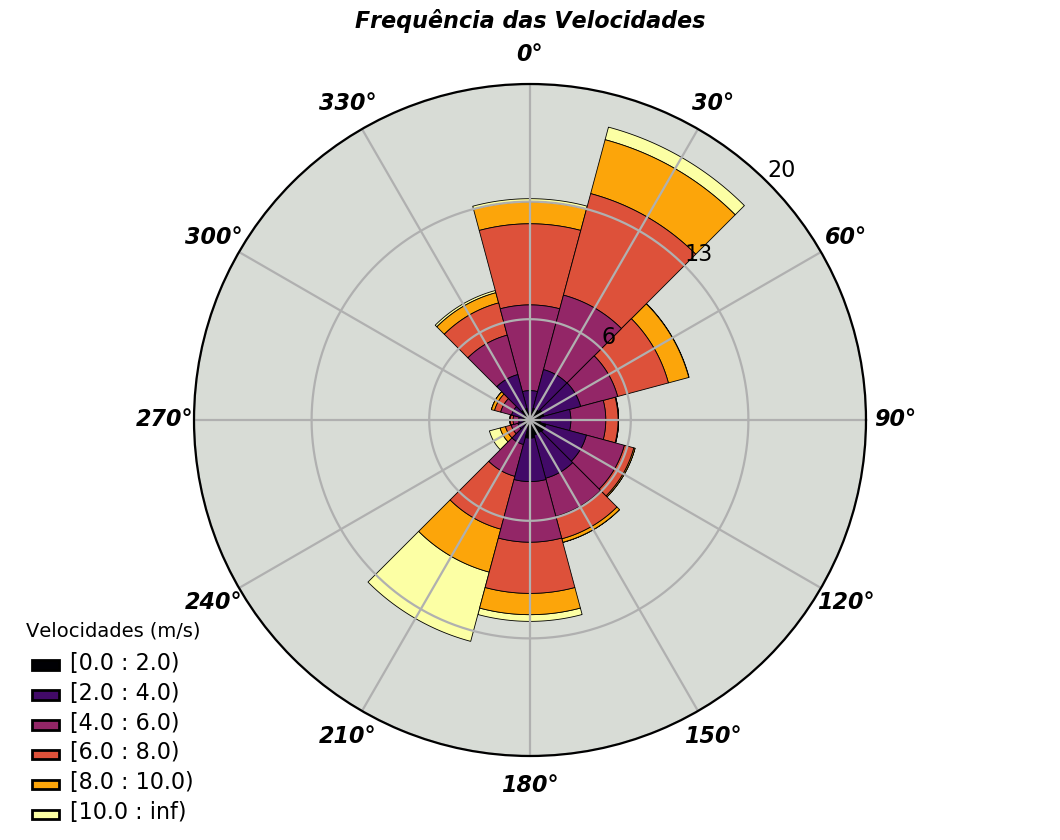 Frequência das Velocidades
0°
330°
30°
20
300°
60°
13
6
270°
90°
240°
120°
210°
150°
180°
Velocidades (m/s)
[0.0 : 2.0)
[2.0 : 4.0)
[4.0 : 6.0)
[6.0 : 8.0)
[8.0 : 10.0)
[10.0 : inf)